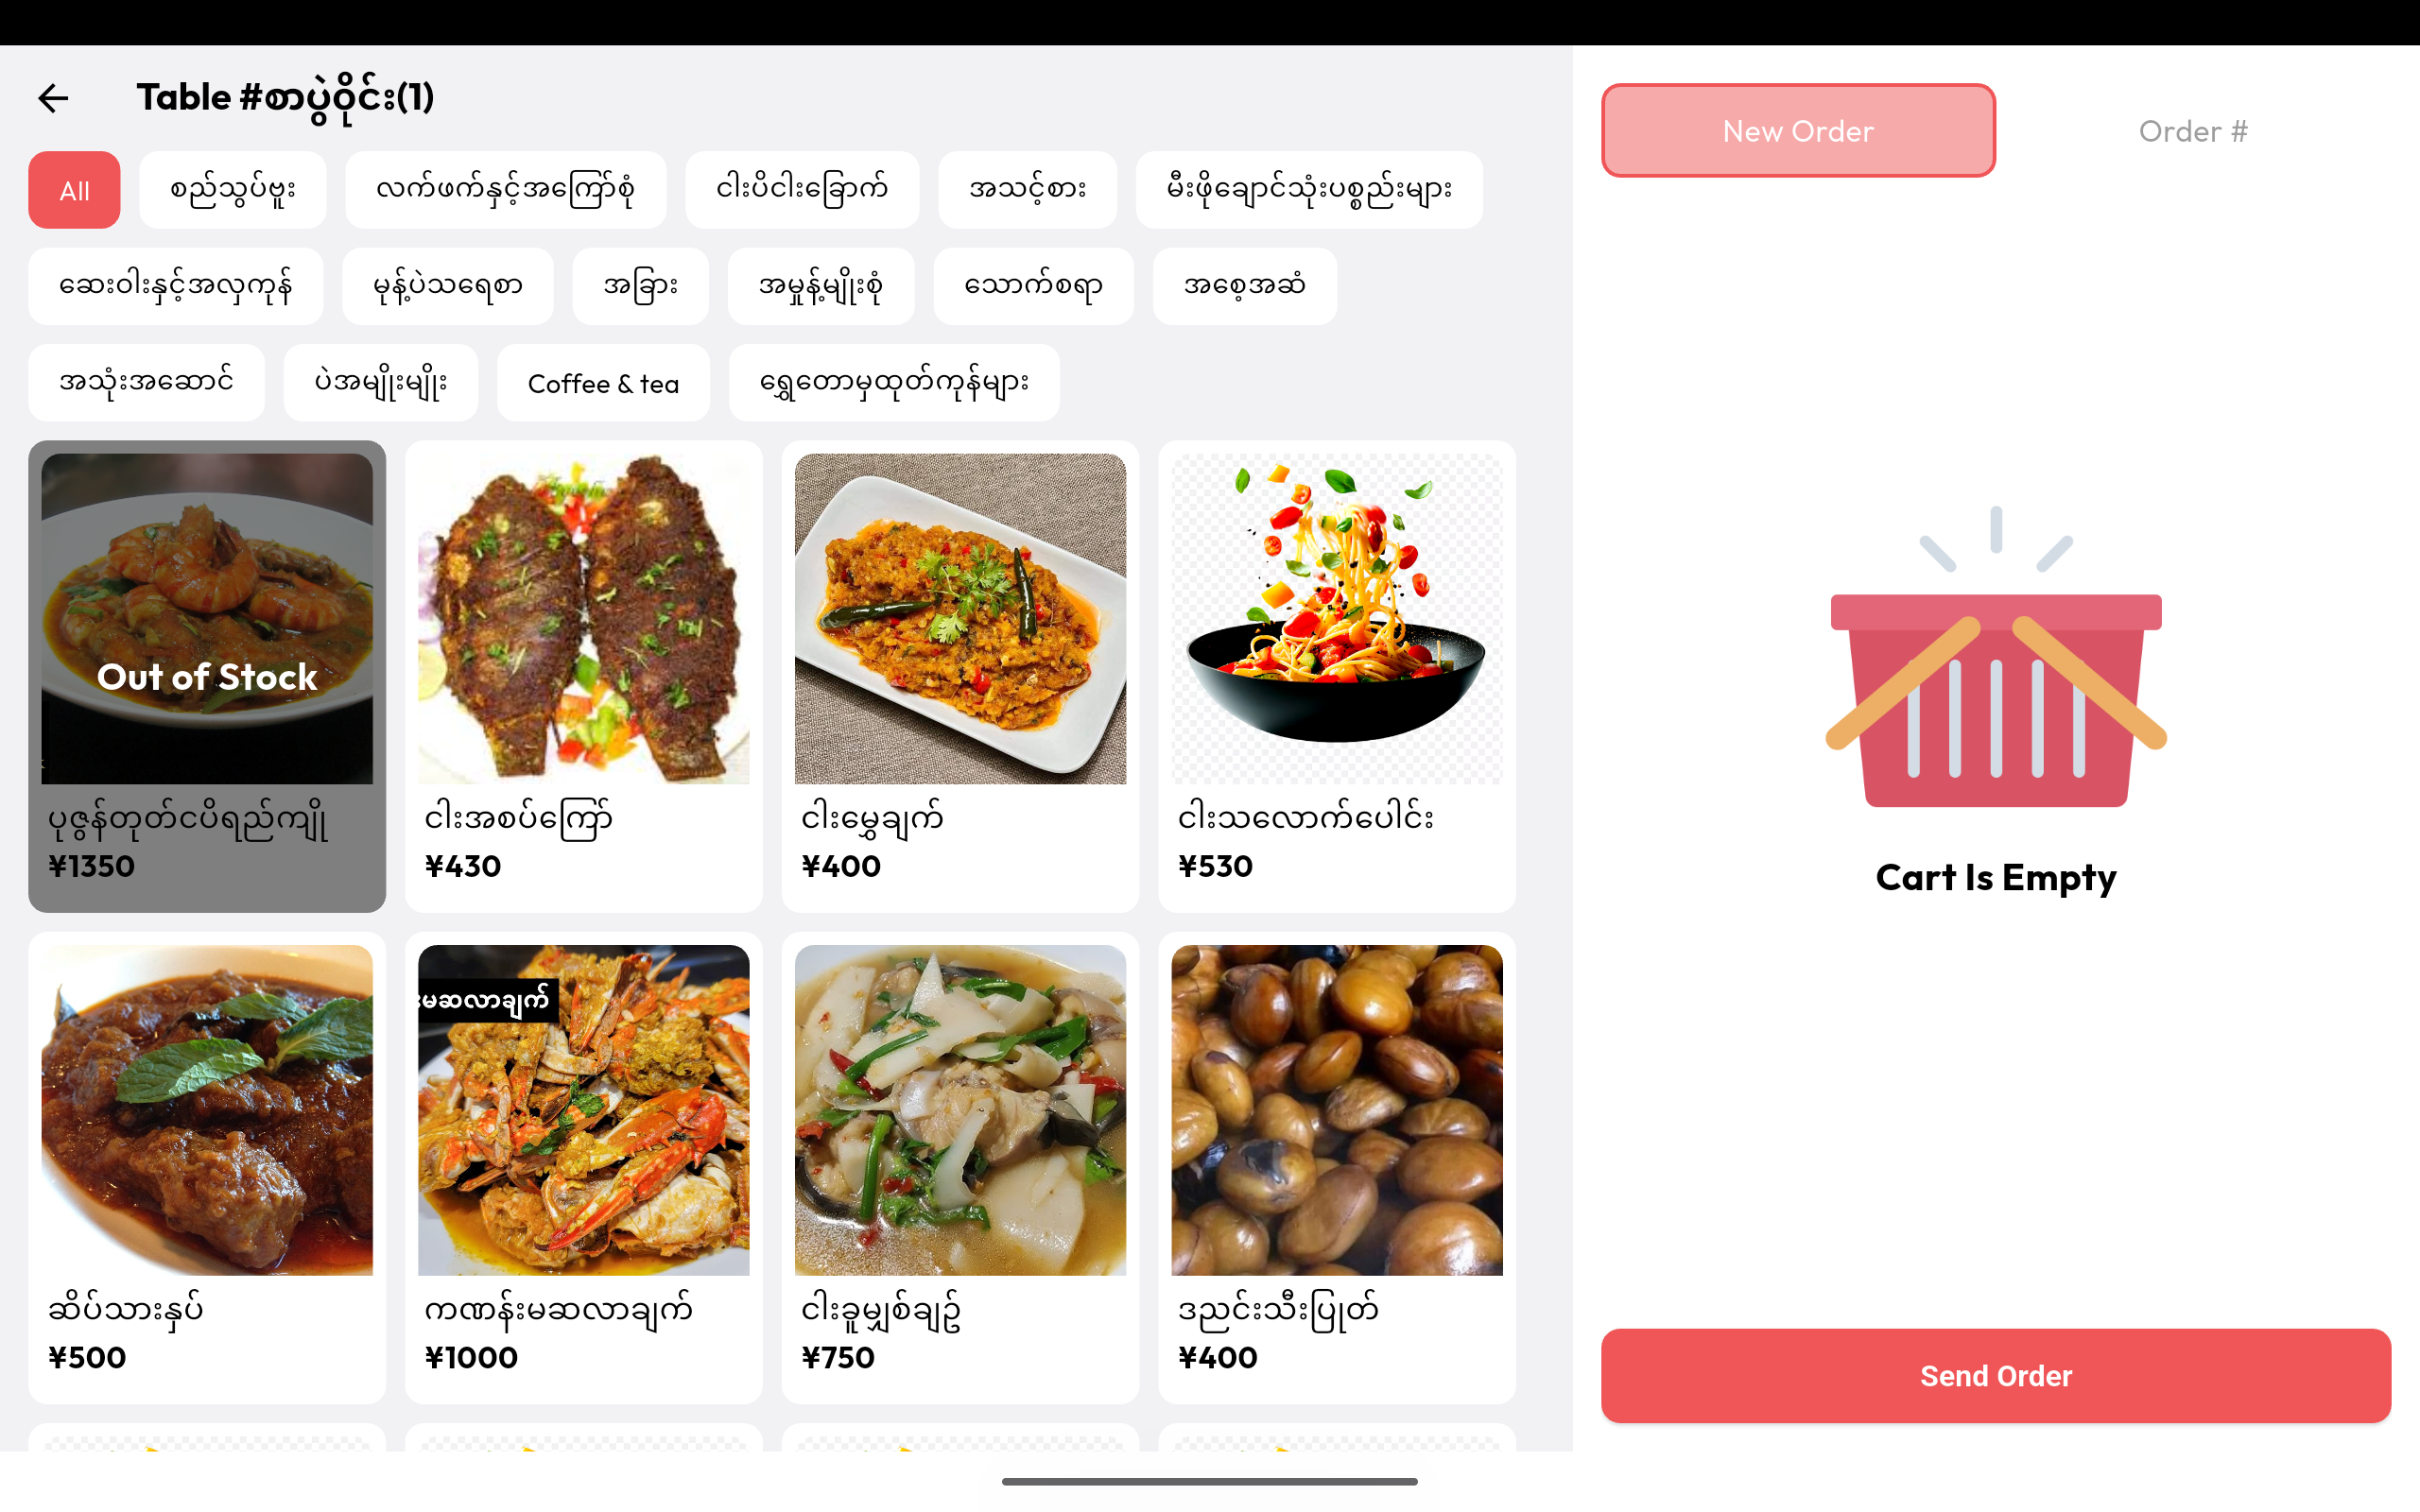 Table #စားပွဲဝိုင်း(1)
All
စည်သွပ်ဗူး
လက်ဖက်နှင့်အကြော်စုံ
ငါးပိငါးခြောက်
အသင့်စား
မီးဖိုချောင်သုံးပစ္စည်းများ
ဆေးဝါးနှင့်အလှကုန်
မုန့်ပဲသရေစာ
အခြား
အမှုန့်မျိုးစုံ
သောက်စရာ
အစေ့အဆံ
အသုံးအဆောင်
ပဲအမျိုးမျိုး
Coffee & tea
ရွှေတောမှထုတ်ကုန်များ
New Order
Order #
Out of Stock
ပုဇွန်တုတ်ငပိရည်ကျို
¥1350
ငါးအစပ်ကြော်
¥430
ငါးမွှေချက်
¥400
ငါးသလောက်ပေါင်း
¥530
Cart Is Empty
ဆိပ်သားနှပ်
¥500
းမဆလာချက်
ကဏန်းမဆလာချက်
¥1000
ငါးခူမျှစ်ချဥ်
¥750
ဒညင်းသီးပြုတ်
¥400
Send Order